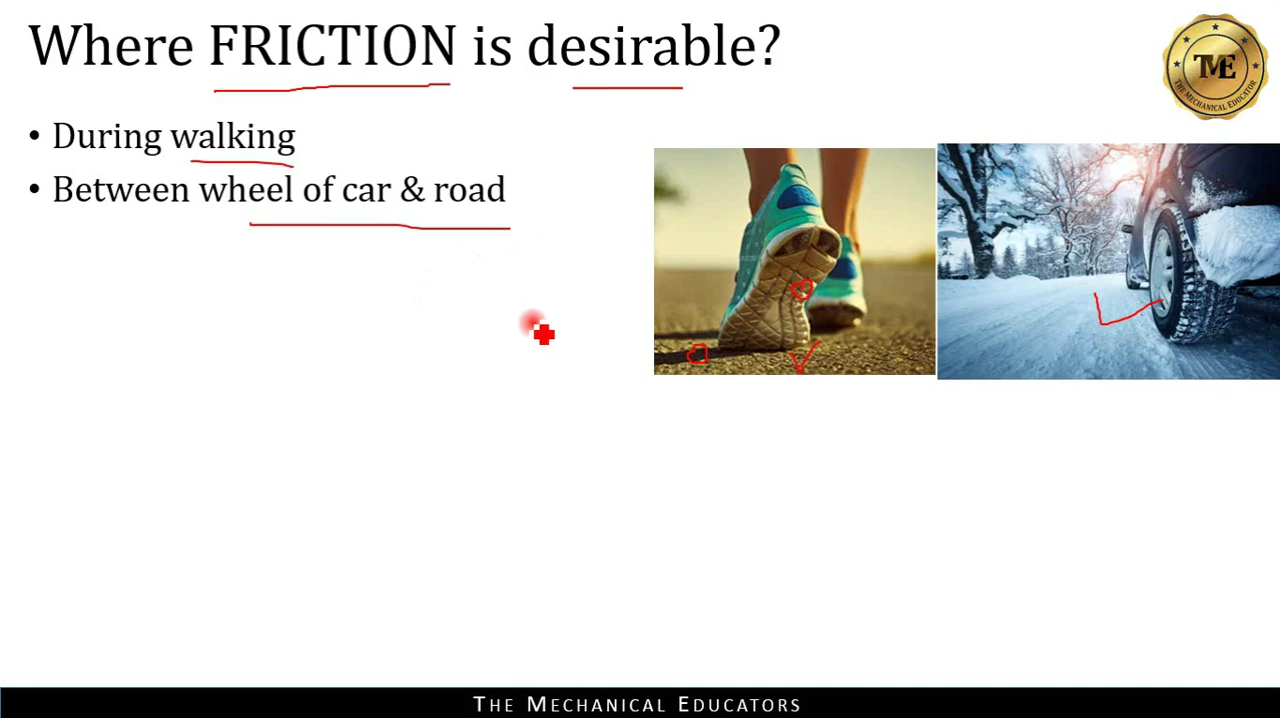 Where FRICTION is desirable?
• During walking
• Between wheel of car & road
TME
THE MECHANICAL EDUCATOR
THE MECHANICAL EDUCATORS